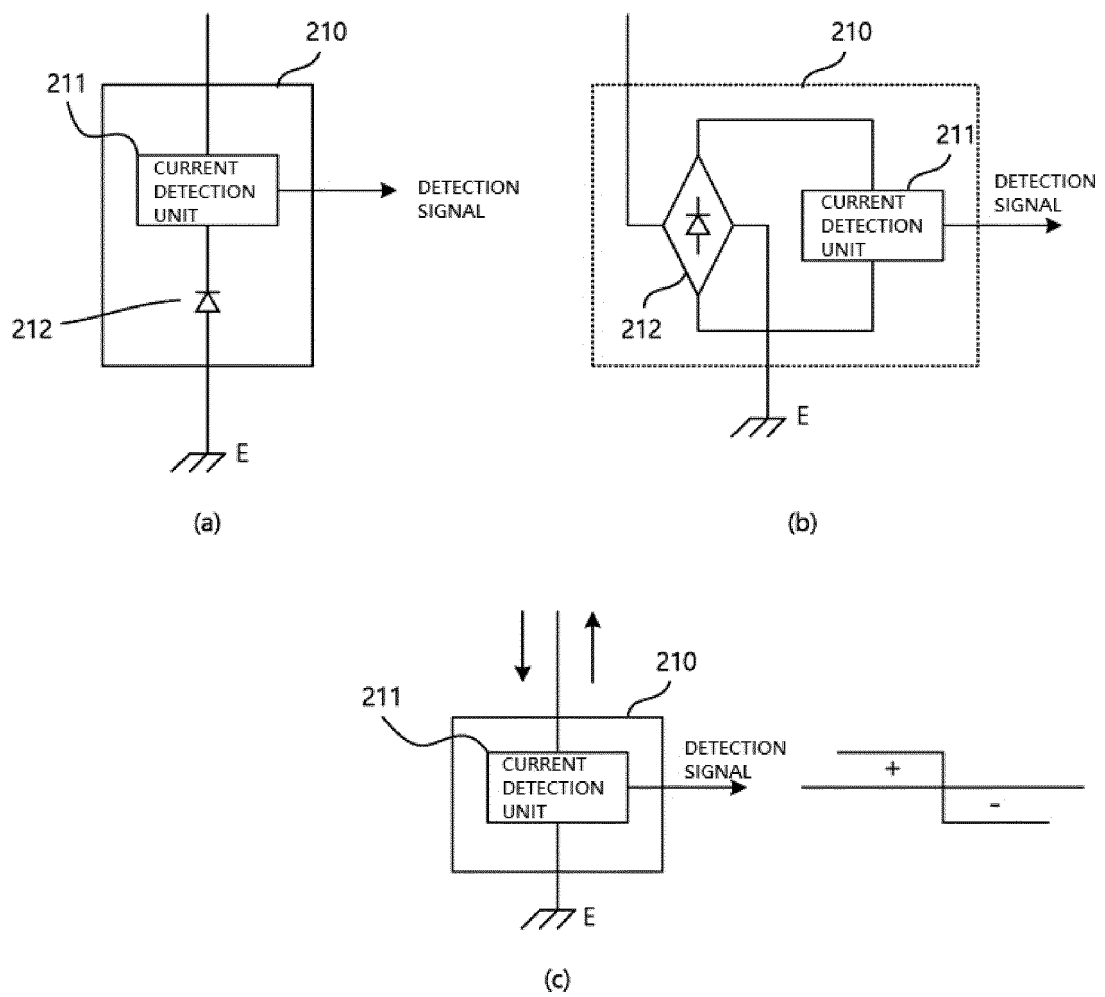 210
211
CURRENT
DETECTION
UNIT
DETECTION
SIGNAL
212
E
(a)
210
211
CURRENT
DETECTION
UNIT
DETECTION
SIGNAL
212
E
(b)
210
211
CURRENT
DETECTION
UNIT
DETECTION
SIGNAL
+
-
E
(c)